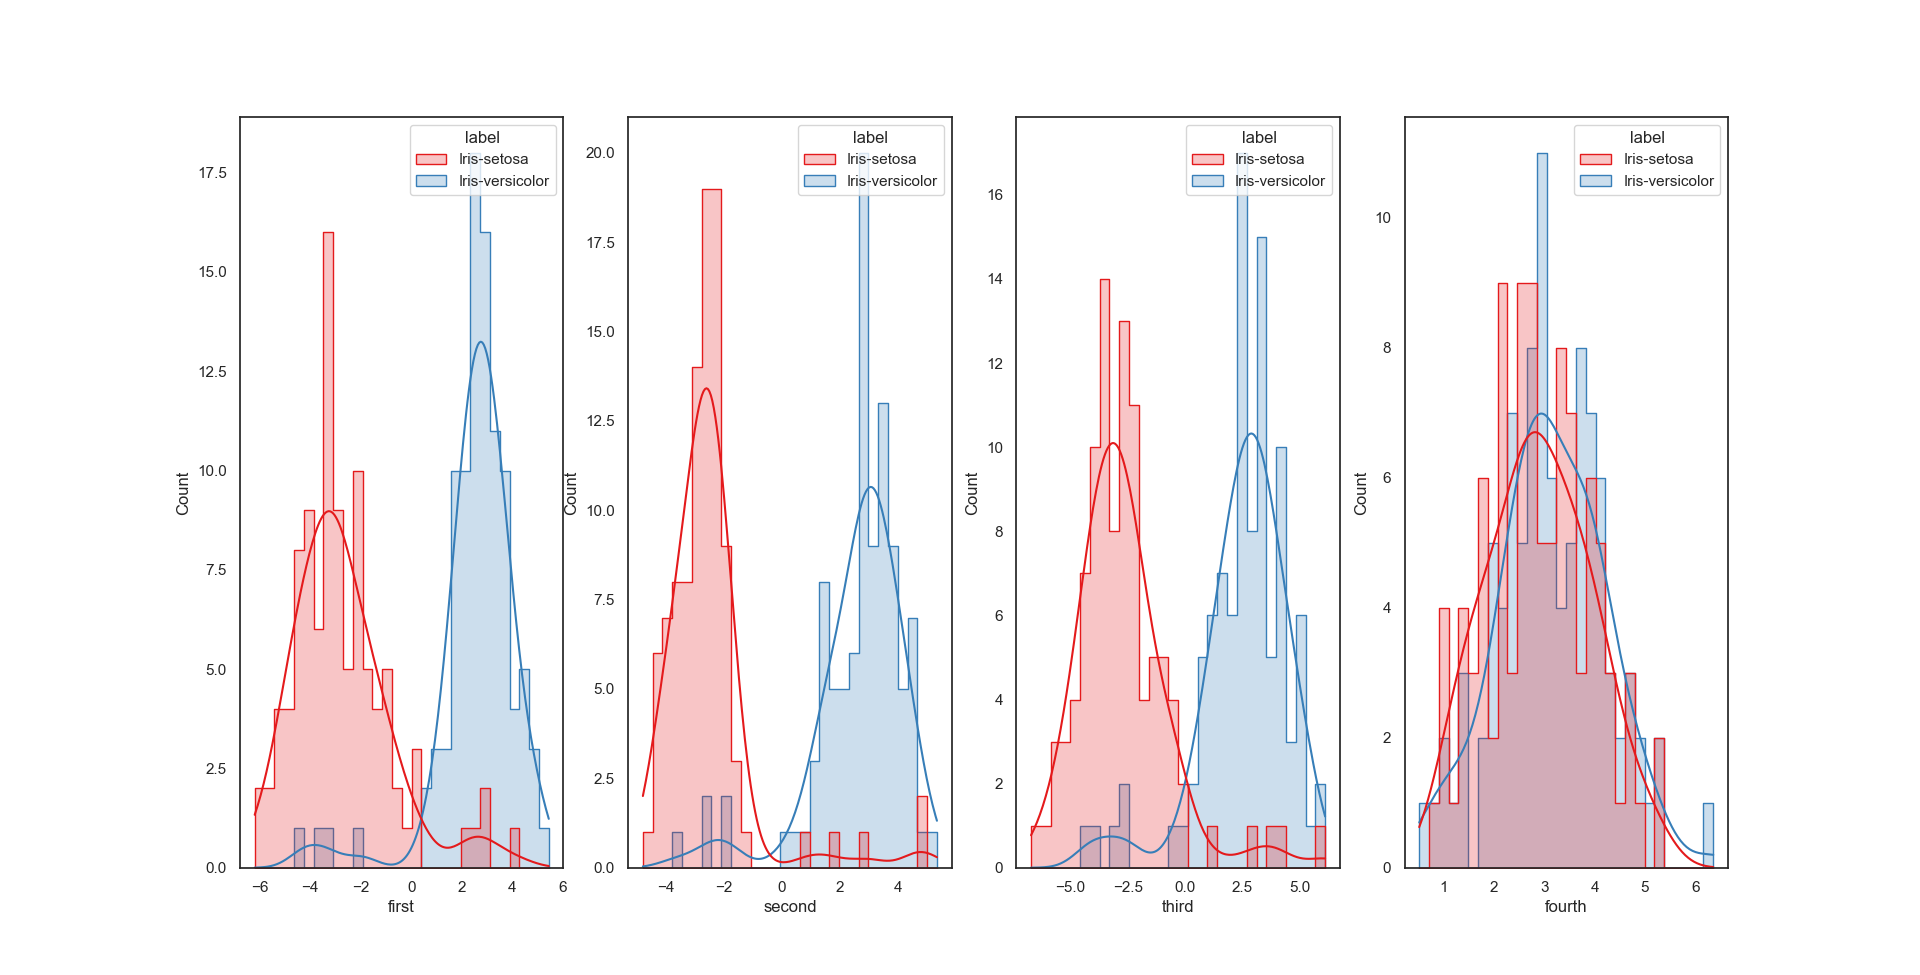 label
Iris-setosa
Iris-versicolor
17.5
15.0
12.5
10.0
7.5
5.0
2.5
0.0
Count
−6 −4 −2 0 2 4 6
first
label
Iris-setosa
Iris-versicolor
20.0
17.5
15.0
12.5
10.0
7.5
5.0
2.5
0.0
Count
−4 −2 0 2 4
second
label
Iris-setosa
Iris-versicolor
16
14
12
10
8
6
4
2
0
Count
−5.0 −2.5 0.0 2.5 5.0
third
label
Iris-setosa
Iris-versicolor
10
8
6
4
2
0
Count
1 2 3 4 5 6
fourth